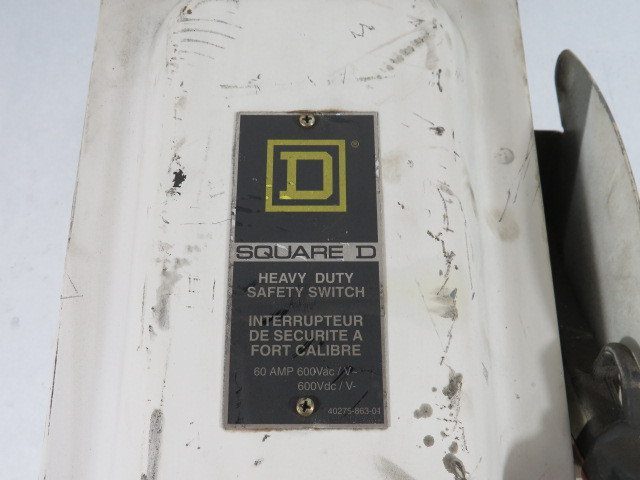 D®
SQUARE D
HEAVY DUTY
SAFETY SWITCH
INTERRUPTEUR
DE SECURITE A
FORT CALIBRE
60 AMP 600Vac / V~
600Vdc / V-
40275-863-01